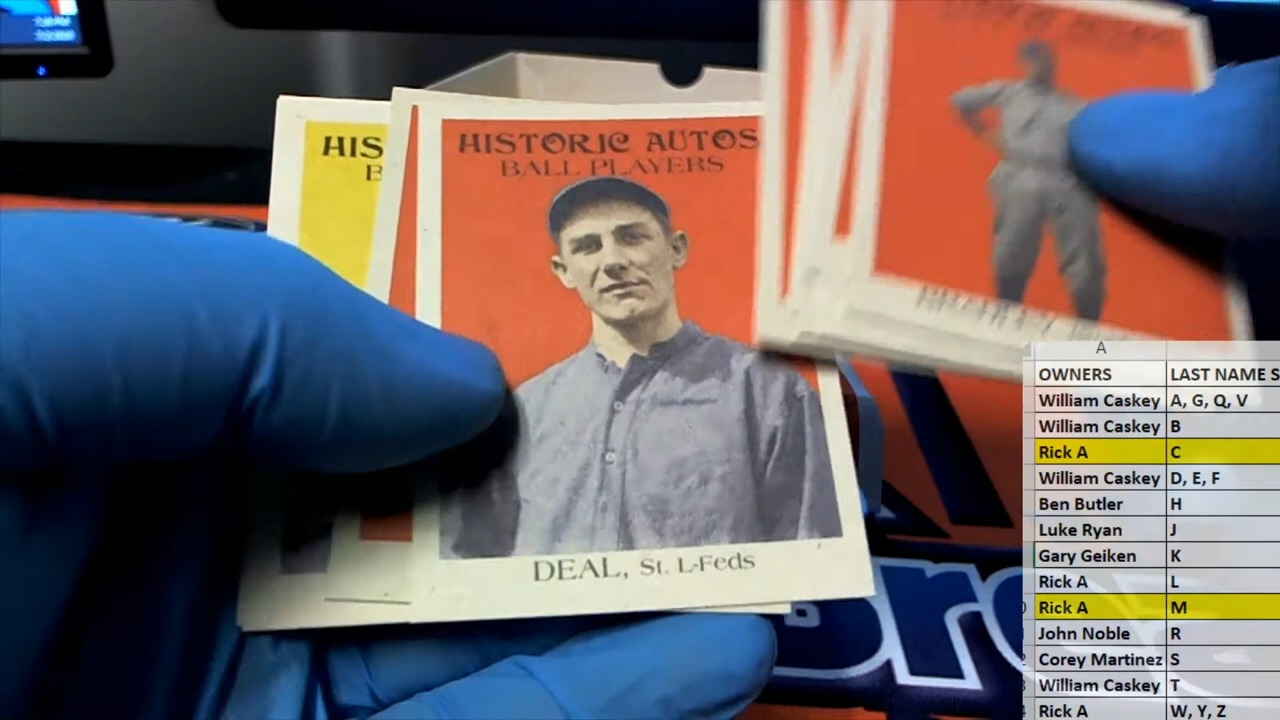 HIS
B
HISTORIC AUTOS
BALL PLAYERS
DEAL, St. L-Feds
A
OWNERS LAST NAME S
William Caskey A, G, Q, V
William Caskey B
Rick A C
William Caskey D, E, F
Ben Butler H
Luke Ryan J
Gary Geiken K
Rick A L
Rick A M
John Noble R
Corey Martinez S
William Caskey T
Rick A W, Y, Z